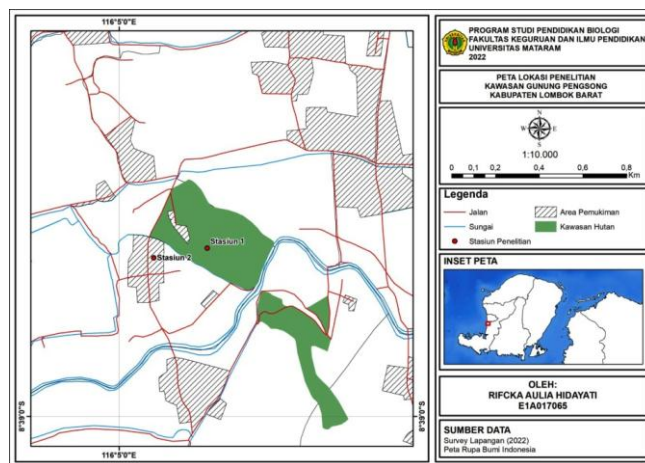 116°5'0"E
8°39'0"S
Stasiun 1
Stasiun 2
8°39'0"S
116°5'0"E
PROGRAM STUDI PENDIDIKAN BIOLOGI
FAKULTAS KEGURUAN DAN ILMU PENDIDIKAN
UNIVERSITAS MATARAM
2022
PETA LOKASI PENELITIAN
KAWASAN GUNUNG PENGSONG
KABUPATEN LOMBOK BARAT
N
W E
S
1:10.000
0 0,1 0,2 0,4 0,6 0,8
Km
Legenda
Jalan
Sungai
Stasiun Penelitian
Area Pemukiman
Kawasan Hutan
INSET PETA
OLEH:
RIFCKA AULIA HIDAYATI
E1A017065
SUMBER DATA
Survey Lapangan (2022)
Peta Rupa Bumi Indonesia